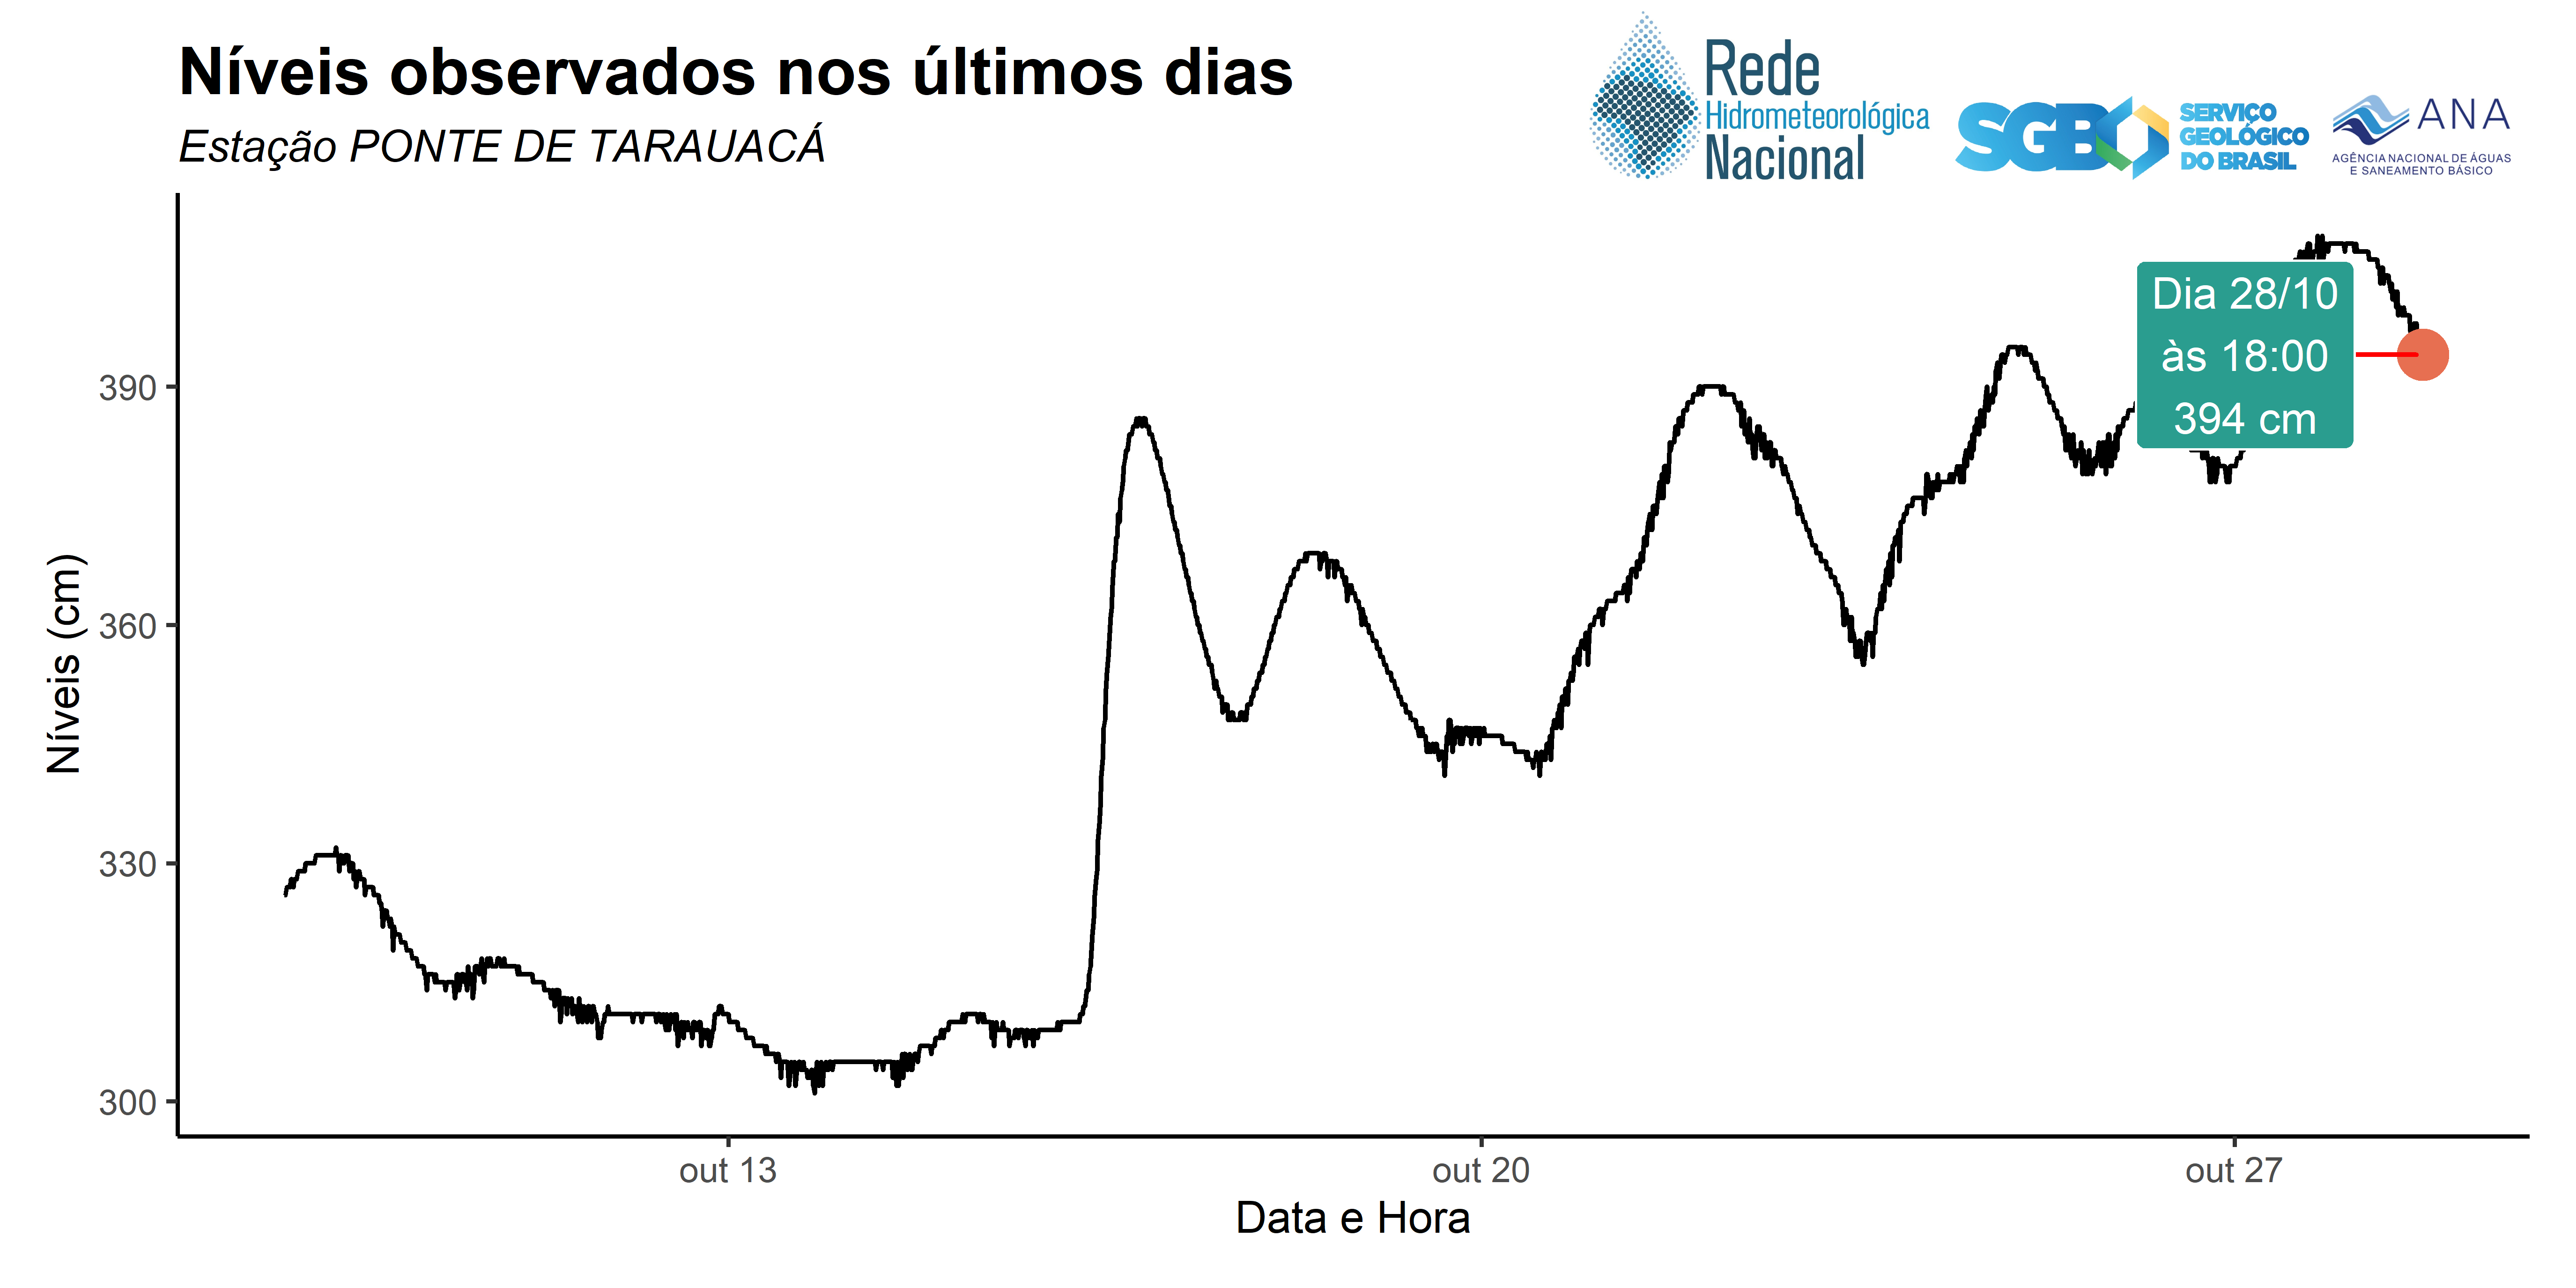 Níveis observados nos últimos dias
Estação PONTE DE TARAUACÁ
Rede
Hidrometeorológica
Nacional
SGB
SERVIÇO
GEOLÓGICO
DO BRASIL
ANA
AGÊNCIA NACIONAL DE ÁGUAS
E SANEAMENTO BÁSICO
Dia 28/10
às 18:00
394 cm
Níveis (cm)
390
360
330
300
out 13
out 20
out 27
Data e Hora